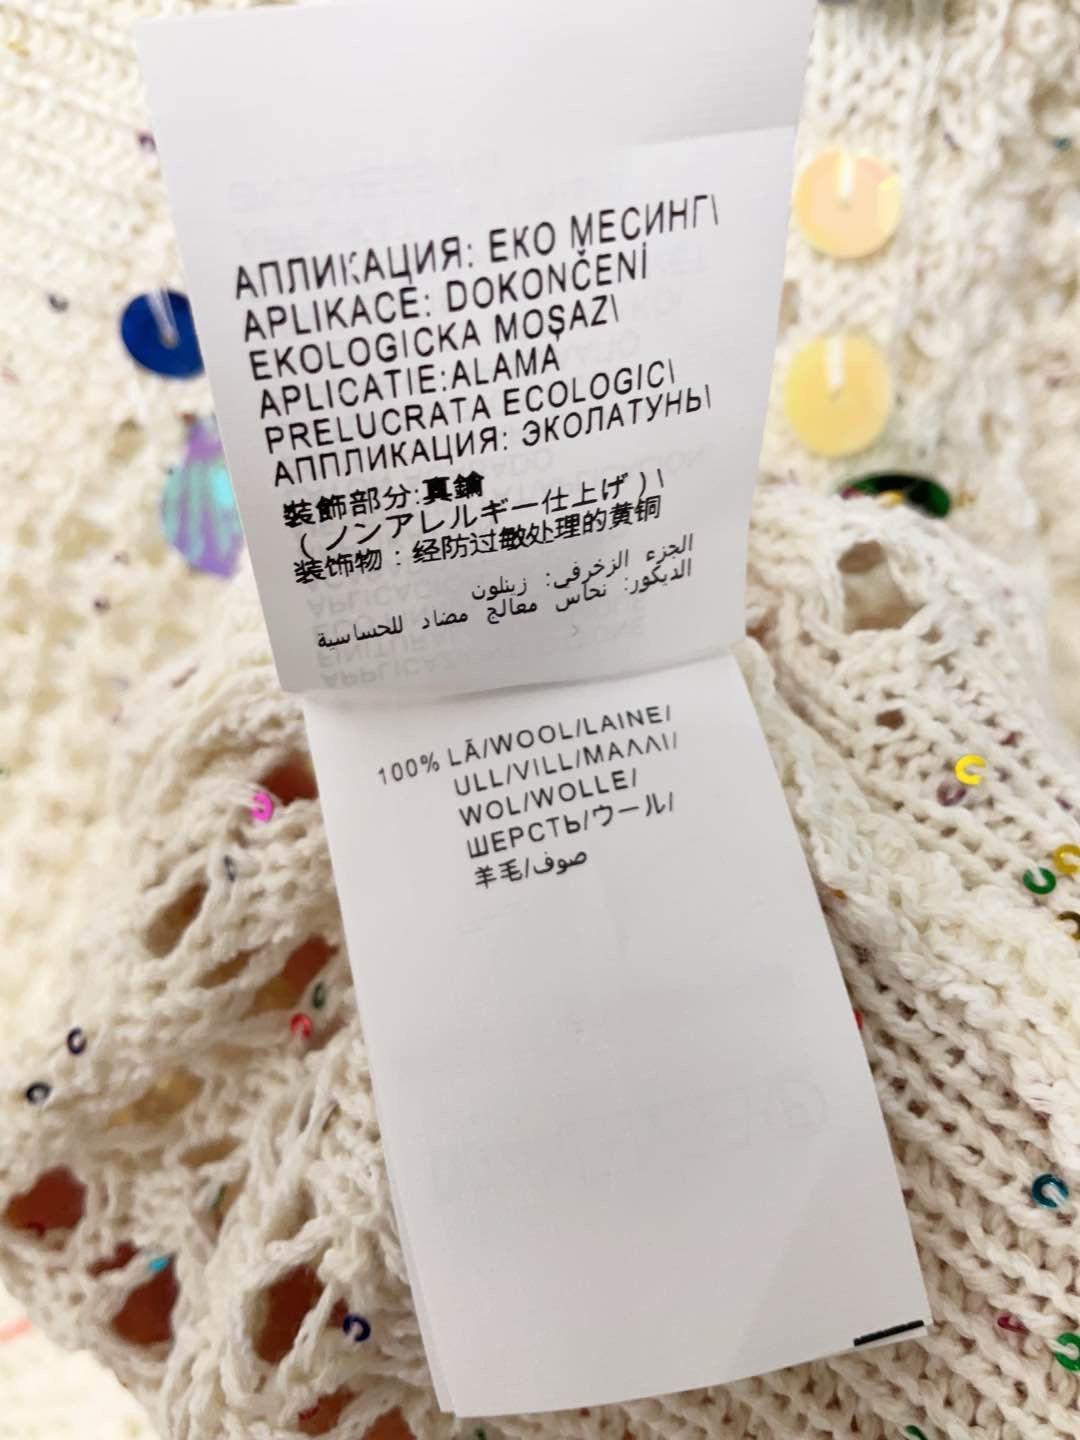 АПЛИКАЦИЯ: ЕКО МЕСИНГ\
APLIKACE: DOKONČENÍ
EKOLOGICKA MOŞAZ\
APLICATIE:ALAMA
PRELUCRATA ECOLOGIC\
АППЛИКАЦИЯ: ЭКОЛАТУНЬ\
装飾部分:真鍮
(ノンアレルギー仕上げ)\
装饰物:经防过敏处理的黄铜
الجزء الزخرفي: زينلون
الديكور: نحاس معالج مضاد للحساسية
100% LÃ/WOOL/LAINE/
ULL/VILL/ΜΑΛΛΙ/
WOL/WOLLE/
ШЕРСТЬ/ウール/
羊毛/صوف